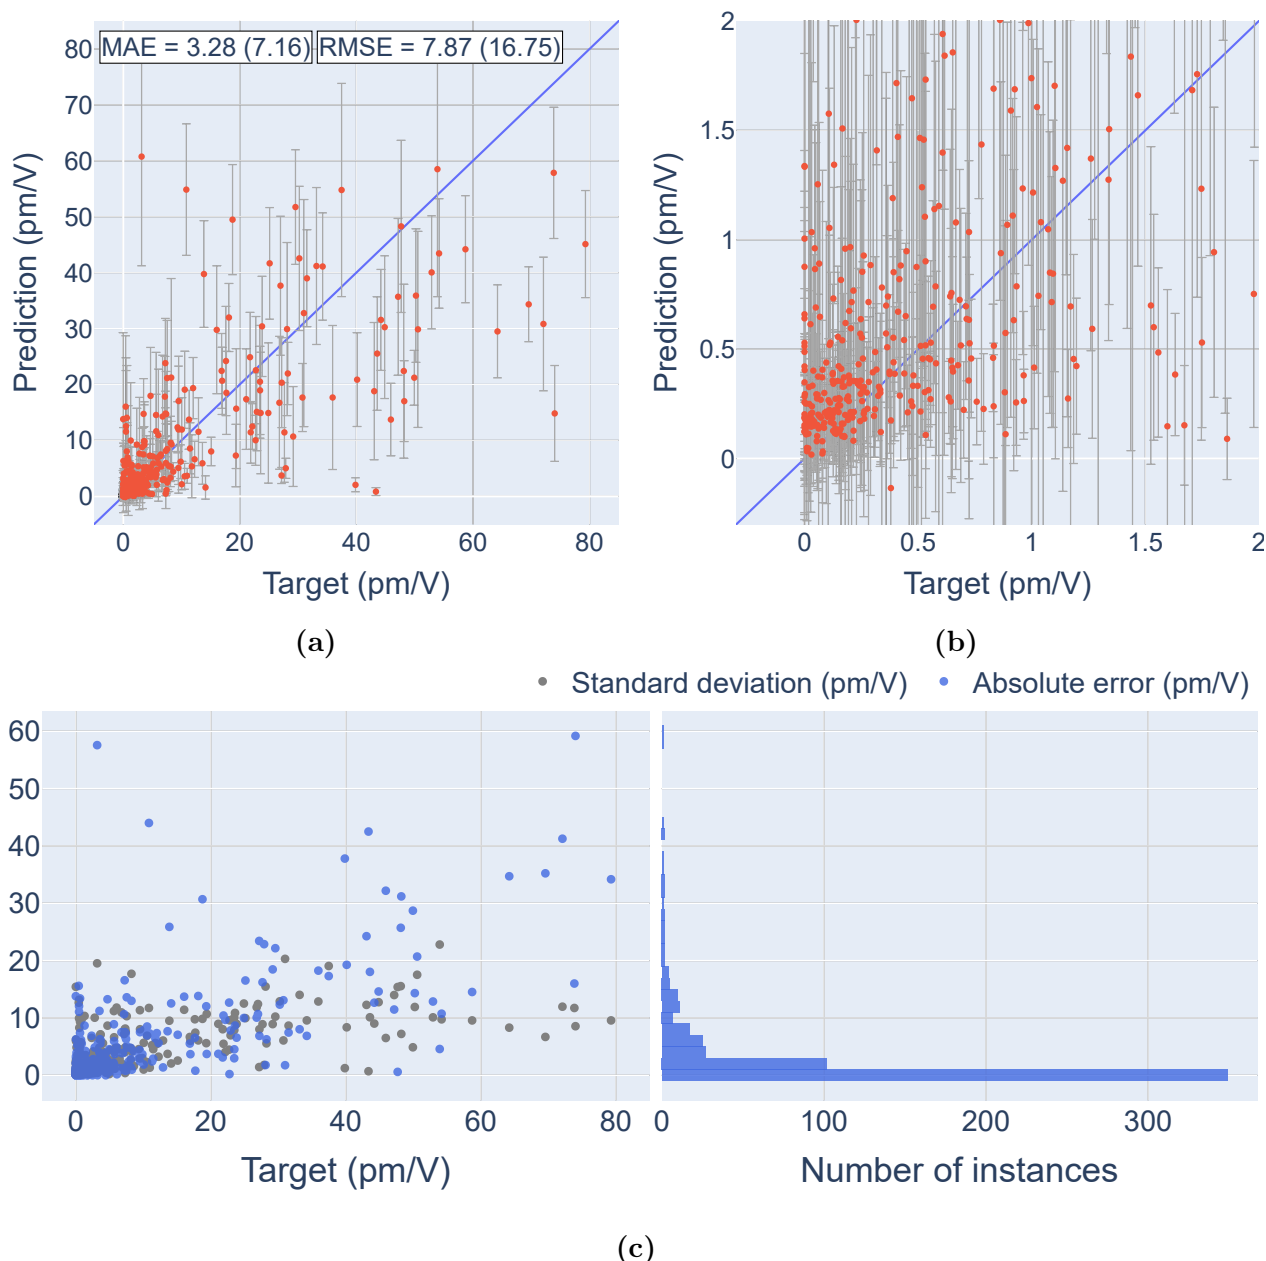 MAE = 3.28 (7.16) RMSE = 7.87 (16.75)
80
70
60
50
40
30
20
10
0
Prediction (pm/V)
0 20 40 60 80
Target (pm/V)
(a)
2
1.5
1
0.5
0
Prediction (pm/V)
0 0.5 1 1.5 2
Target (pm/V)
(b)
Standard deviation (pm/V) Absolute error (pm/V)
60
50
40
30
20
10
0
0 20 40 60 80
Target (pm/V)
0 100 200 300
Number of instances
(c)